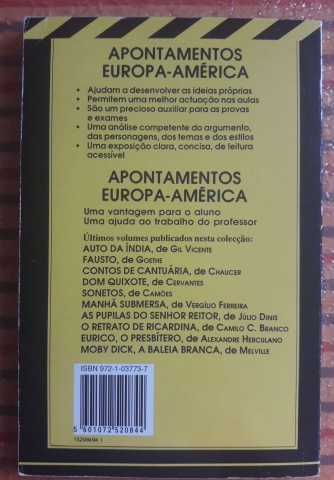 APONTAMENTOS
EUROPA-AMÉRICA
• Ajudam a desenvolver as ideias próprias
• Permitem uma melhor actuação nas aulas
• São um precioso auxiliar para as provas
e exames
• Uma análise competente do argumento,
das personagens, dos temas e dos estilos
• Uma exposição clara, concisa, de leitura
acessível
APONTAMENTOS
EUROPA-AMÉRICA
Uma vantagem para o aluno
Uma ajuda ao trabalho do professor
Últimos volumes publicados nesta colecção:
AUTO DA ÍNDIA, de GIL VICENTE
FAUSTO, de GOETHE
CONTOS DE CANTUÁRIA, de CHAUCER
DOM QUIXOTE, de CERVANTES
SONETOS, de CAMÕES
MANHÃ SUBMERSA, de VERGÍLIO FERREIRA
AS PUPILAS DO SENHOR REITOR, de JÚLIO DINIS
O RETRATO DE RICARDINA, de CAMILO C. BRANCO
EURICO, O PRESBÍTERO, de ALEXANDRE HERCULANO
MOBY DICK, A BALEIA BRANCA, de MELVILLE
ISBN 972-1-03773-7
5 601072 520844
15208494 1